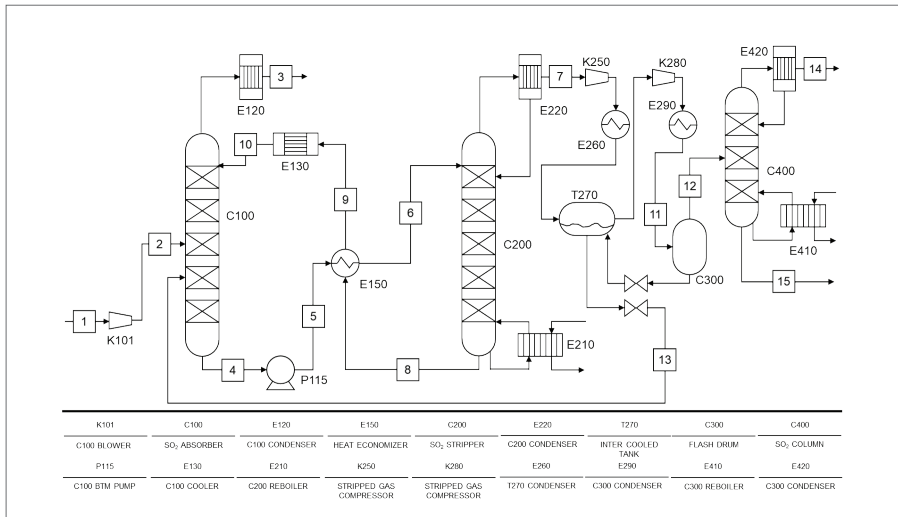 E120
3
10
E130
C100
9
2
E150
5
1
K101
4
P115
8
6
E220
7
K250
K280
E260
E290
T270
C200
E210
11
12
C300
13
E420
14
C400
E410
15
K101 C100 E120 E150 C200 E220 T270 C300 C400
C100 BLOWER SO₂ ABSORBER C100 CONDENSER HEAT ECONOMIZER SO₂ STRIPPER C200 CONDENSER INTER COOLED TANK FLASH DRUM SO₂ COLUMN
P115 E130 E210 K250 K280 E260 E290 E410 E420
C100 BTM PUMP C100 COOLER C200 REBOILER STRIPPED GAS COMPRESSOR STRIPPED GAS COMPRESSOR T270 CONDENSER C300 CONDENSER C300 REBOILER C300 CONDENSER